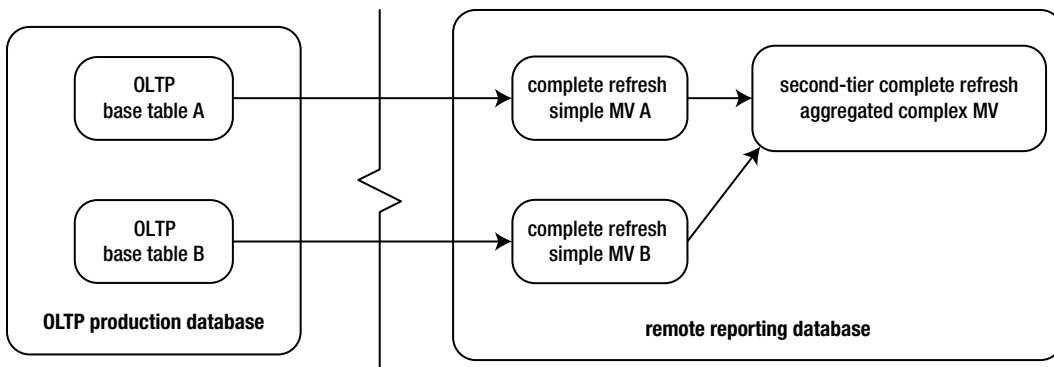 OLTP
base table A
complete refresh
simple MV A
second-tier complete refresh
aggregated complex MV
OLTP
base table B
complete refresh
simple MV B
OLTP production database
remote reporting database